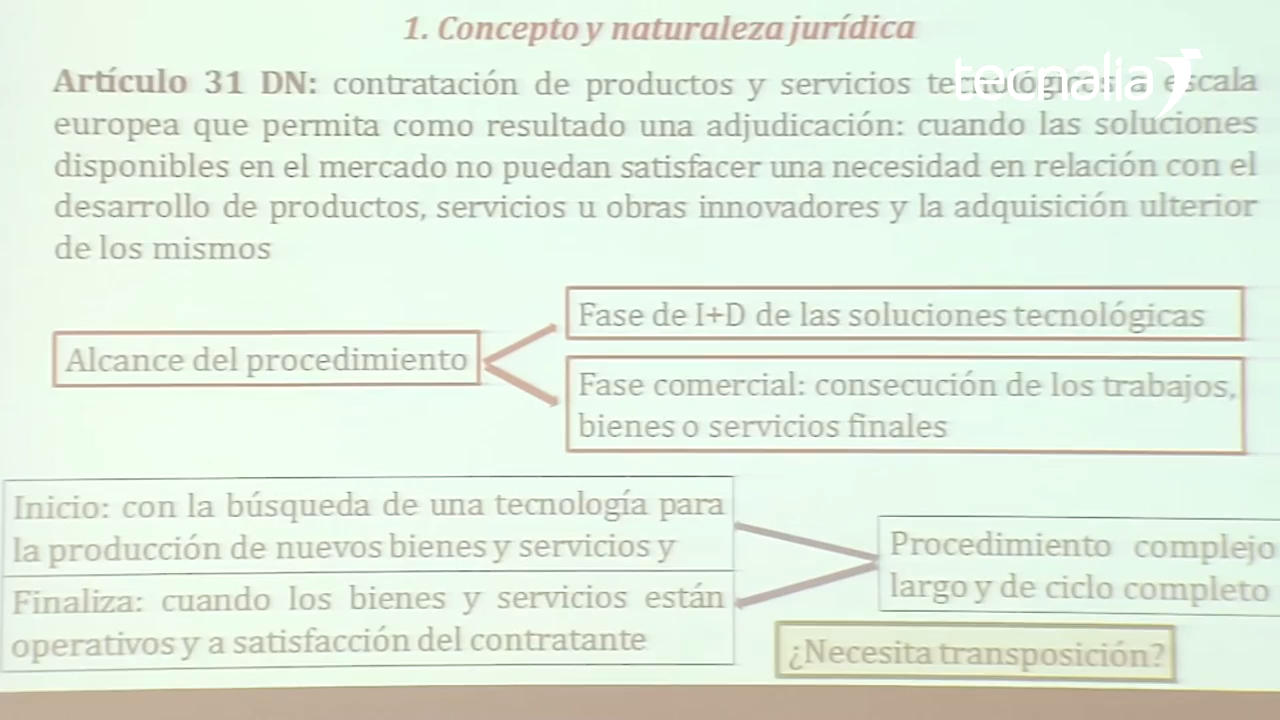 1. Concepto y naturaleza jurídica
tecnalia
Artículo 31 DN: contratación de productos y servicios tecnológicos a escala
europea que permita como resultado una adjudicación: cuando las soluciones
disponibles en el mercado no puedan satisfacer una necesidad en relación con el
desarrollo de productos, servicios u obras innovadores y la adquisición ulterior
de los mismos
Alcance del procedimiento
Fase de I+D de las soluciones tecnológicas
Fase comercial: consecución de los trabajos,
bienes o servicios finales
Inicio: con la búsqueda de una tecnología para
la producción de nuevos bienes y servicios y
Finaliza: cuando los bienes y servicios están
operativos y a satisfacción del contratante
Procedimiento complejo
largo y de ciclo completo
¿Necesita transposición?